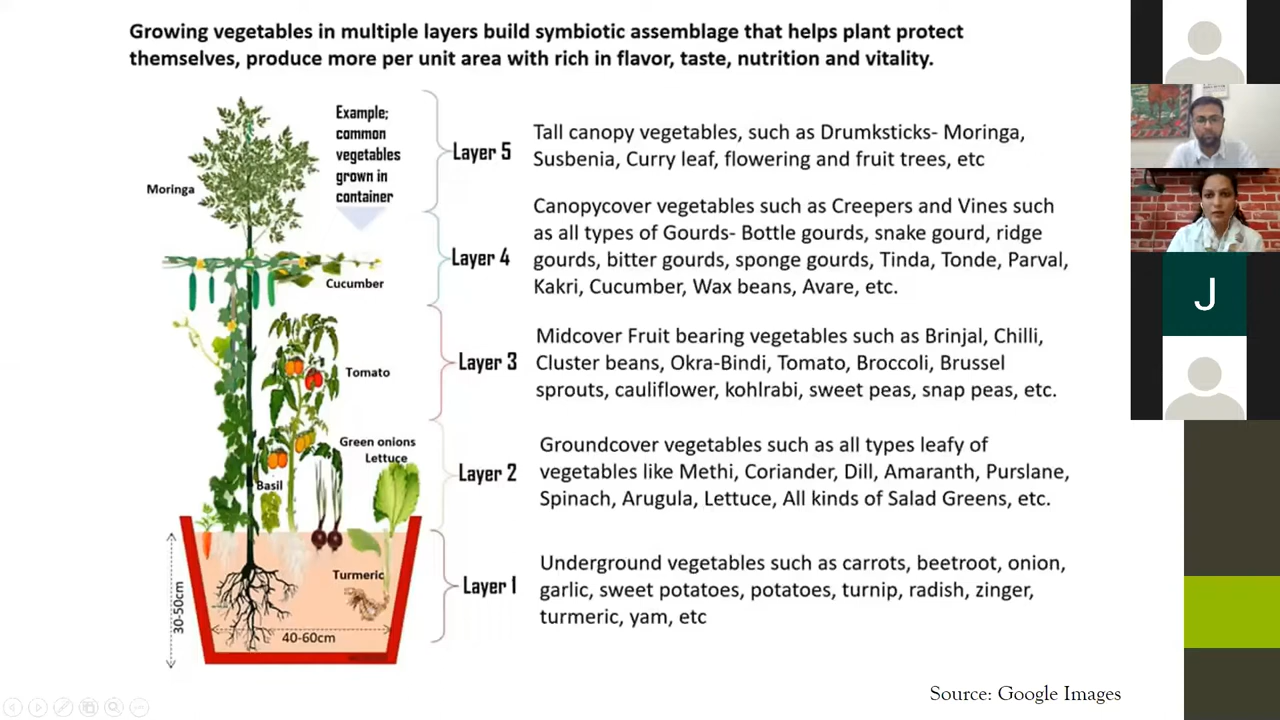 Growing vegetables in multiple layers build symbiotic assemblage that helps plant protect
themselves, produce more per unit area with rich in flavor, taste, nutrition and vitality.
Example;
common
vegetables
grown in
container
Moringa
Cucumber
Tomato
Green onions
Lettuce
Basil
Turmeric
30-50cm
40-60cm
Layer 5
Tall canopy vegetables, such as Drumksticks- Moringa,
Susbenia, Curry leaf, flowering and fruit trees, etc
Layer 4
Canopycover vegetables such as Creepers and Vines such
as all types of Gourds- Bottle gourds, snake gourd, ridge
gourds, bitter gourds, sponge gourds, Tinda, Tonde, Parval,
Kakri, Cucumber, Wax beans, Avare, etc.
Layer 3
Midcover Fruit bearing vegetables such as Brinjal, Chilli,
Cluster beans, Okra-Bindi, Tomato, Broccoli, Brussel
sprouts, cauliflower, kohlrabi, sweet peas, snap peas, etc.
Layer 2
Groundcover vegetables such as all types leafy of
vegetables like Methi, Coriander, Dill, Amaranth, Purslane,
Spinach, Arugula, Lettuce, All kinds of Salad Greens, etc.
Layer 1
Underground vegetables such as carrots, beetroot, onion,
garlic, sweet potatoes, potatoes, turnip, radish, zinger,
turmeric, yam, etc
Source: Google Images
J